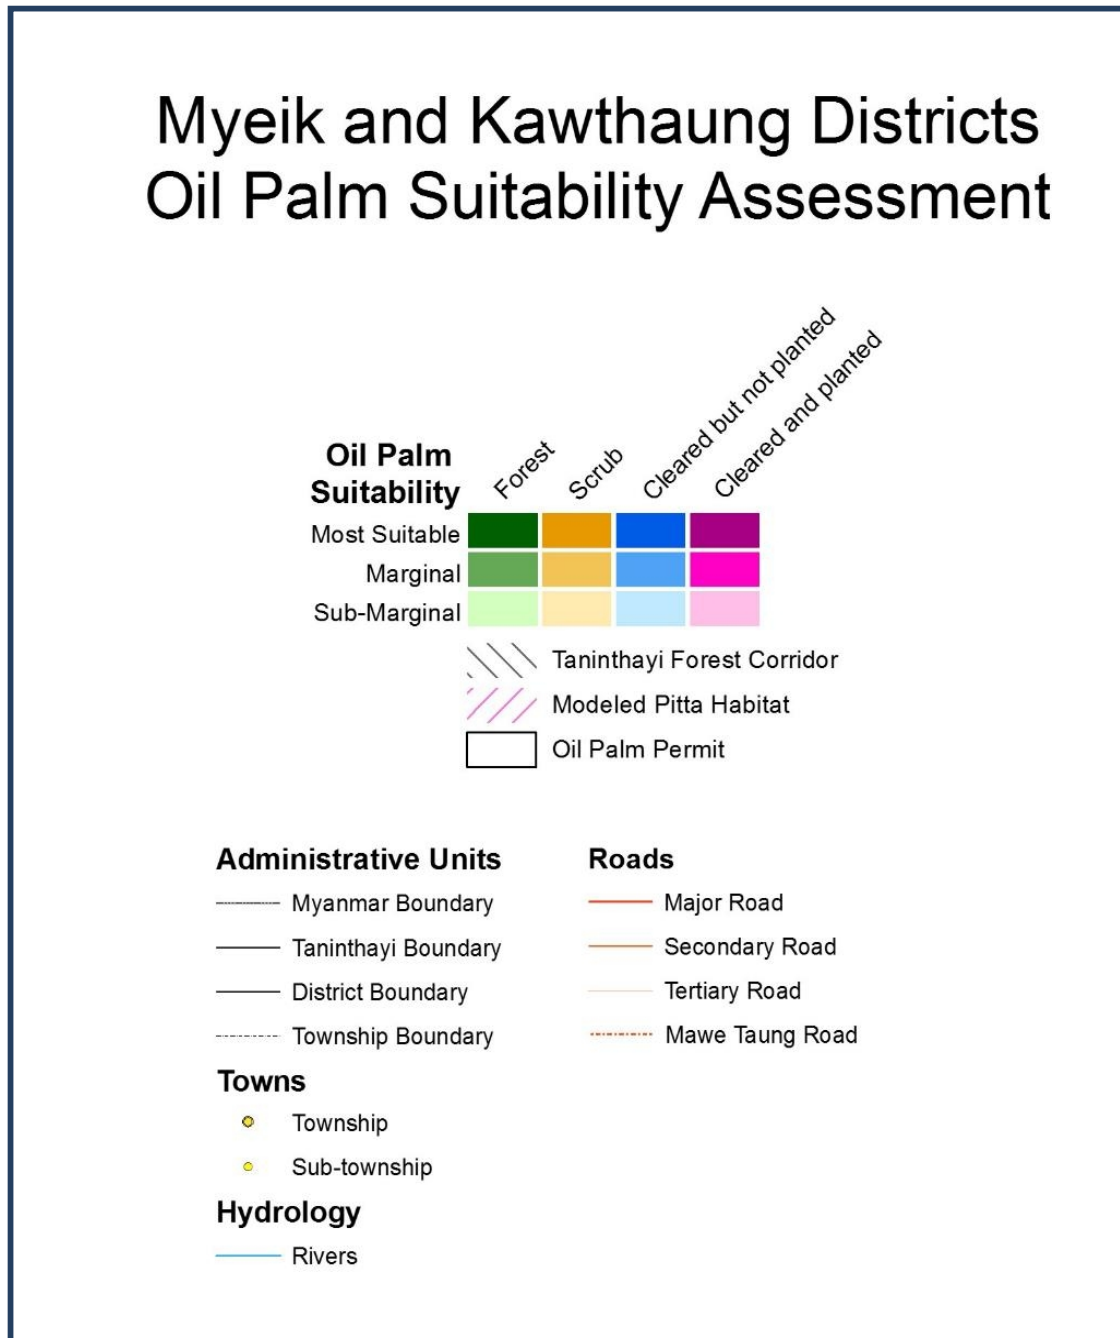 Myeik and Kawthaung Districts
Oil Palm Suitability Assessment
Oil Palm
Suitability
Forest
Scrub
Cleared but not planted
Cleared and planted
Most Suitable
Marginal
Sub-Marginal
Taninthayi Forest Corridor
Modeled Pitta Habitat
Oil Palm Permit
Administrative Units
Myanmar Boundary
Taninthayi Boundary
District Boundary
Township Boundary
Roads
Major Road
Secondary Road
Tertiary Road
Mawe Taung Road
Towns
Township
Sub-township
Hydrology
Rivers